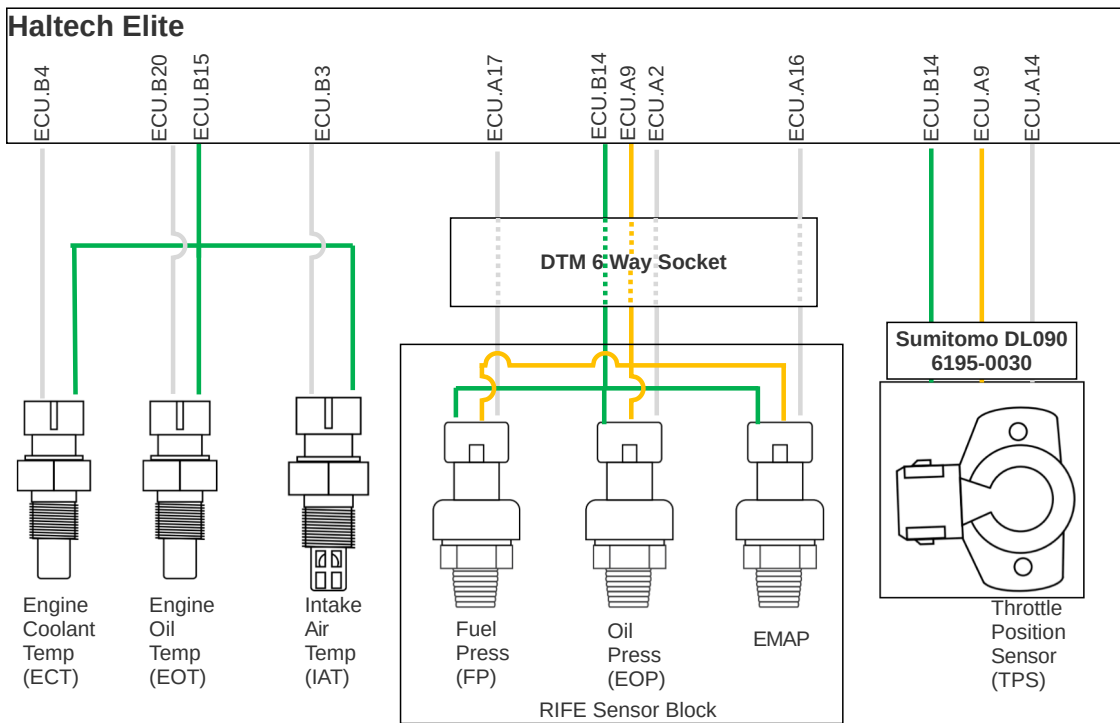 Haltech Elite
ECU.B4
ECU.B20
ECU.B15
ECU.B3
ECU.A17
ECU.B14
ECU.A9
ECU.A2
ECU.A16
ECU.B14
ECU.A9
ECU.A14
DTM 6 Way Socket
Sumitomo DL090
6195-0030
Engine
Coolant
Temp
(ECT)
Engine
Oil
Temp
(EOT)
Intake
Air
Temp
(IAT)
Fuel
Press
(FP)
Oil
Press
(EOP)
EMAP
Throttle
Position
Sensor
(TPS)
RIFE Sensor Block